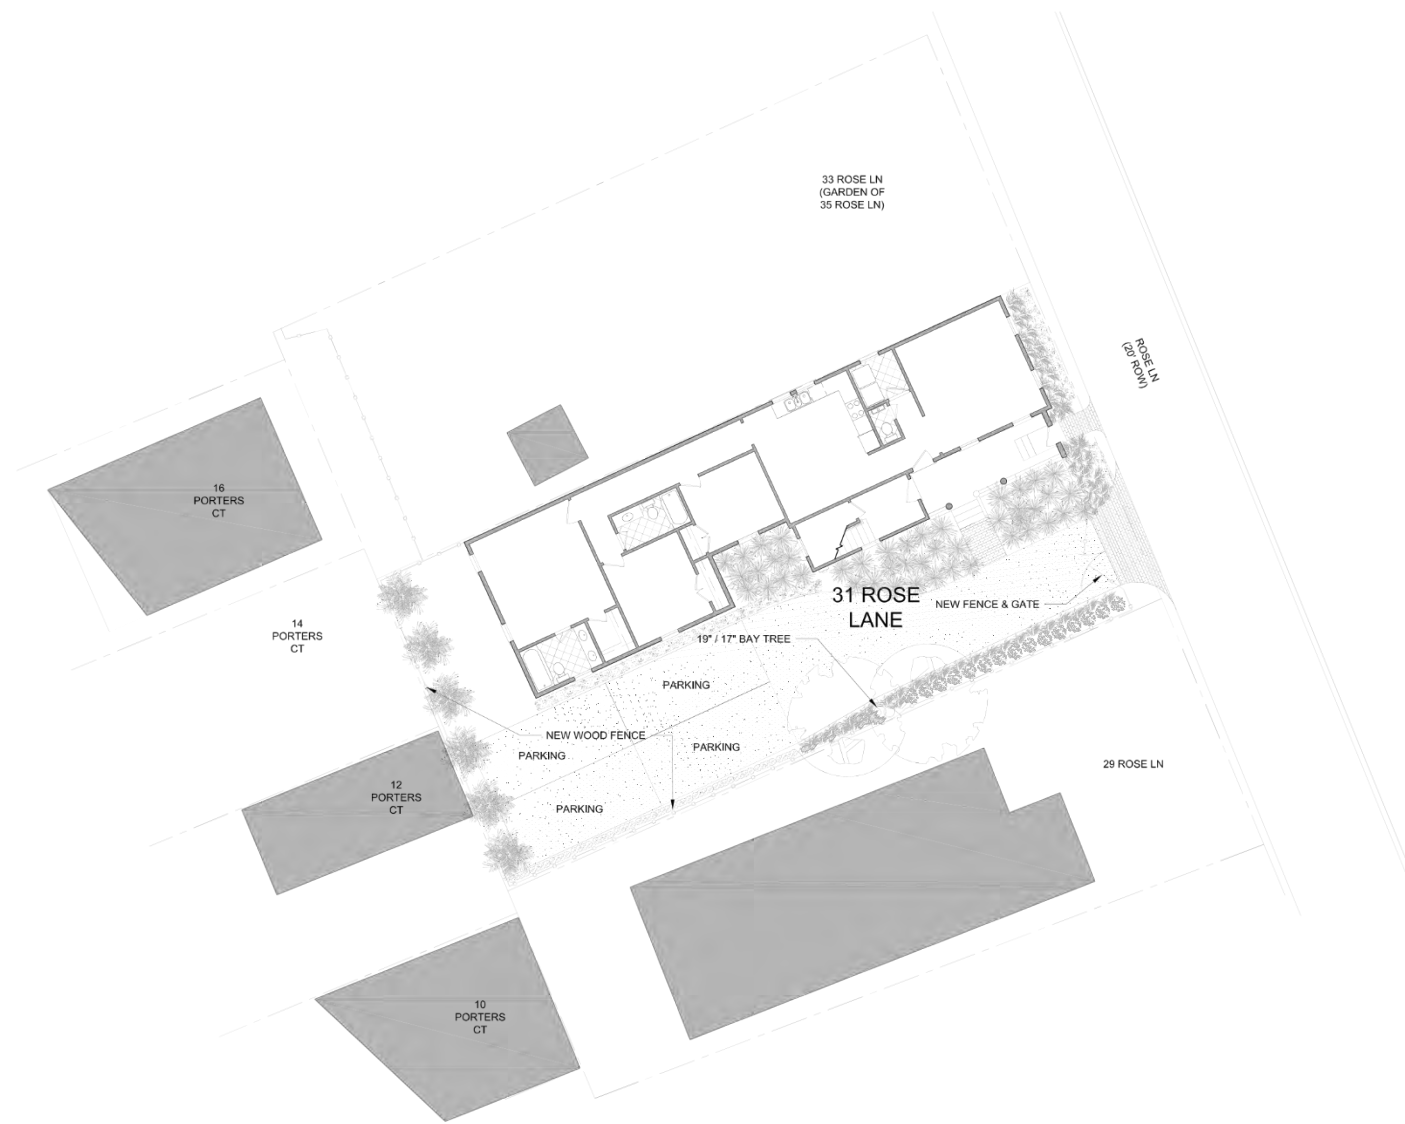 33 ROSE LN
(GARDEN OF
35 ROSE LN)
ROSE LN
(20' ROW)
16
PORTERS
CT
14
PORTERS
CT
31 ROSE
LANE
NEW FENCE & GATE
19" / 17" BAY TREE
PARKING
NEW WOOD FENCE
PARKING
PARKING
29 ROSE LN
12
PORTERS
CT
PARKING
10
PORTERS
CT